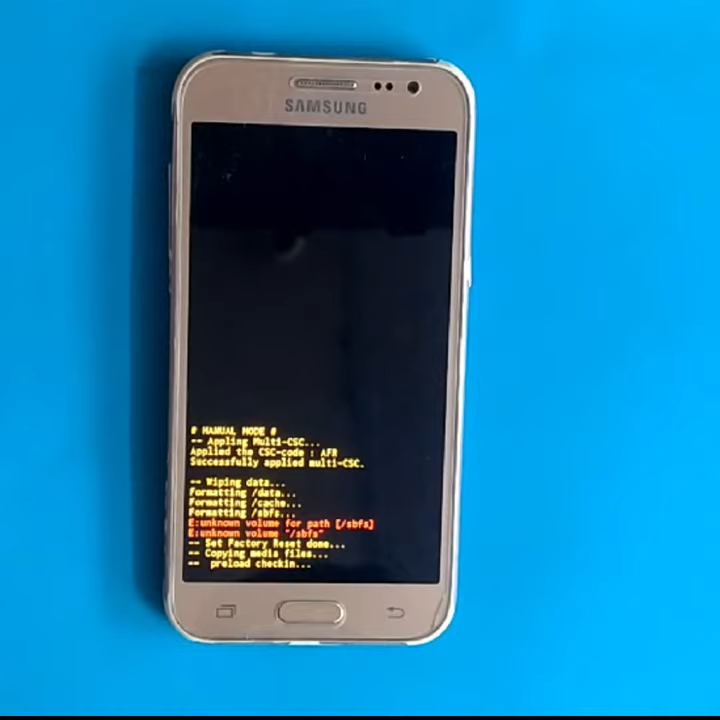 SAMSUNG
# MANUAL MODE #
-- Appling Multi-CSC...
Applied the CSC-code : AFR
Successfully applied multi-CSC.
-- Wiping data...
Formatting /data...
Formatting /cache...
Formatting /sbfs...
E:unknown volume for path [/sbfs]
E:unknown volume "/sbfs"
-- Set Factory Reset done...
-- Copying media files...
-- preload checkin...